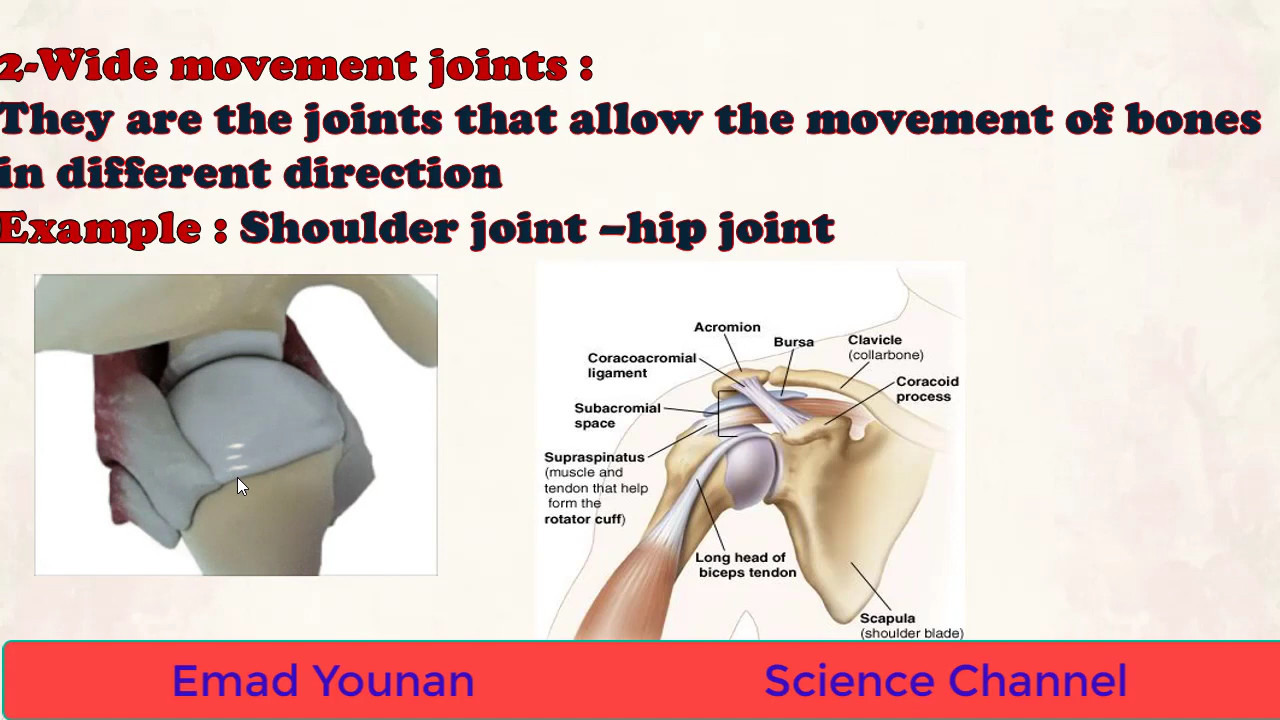 2-Wide movement joints :
They are the joints that allow the movement of bones
in different direction
Example : Shoulder joint –hip joint
Acromion
Bursa
Clavicle
(collarbone)
Coracoacromial
ligament
Coracoid
process
Subacromial
space
Supraspinatus
(muscle and
tendon that help
form the
rotator cuff)
Long head of
biceps tendon
Scapula
(shoulder blade)
Emad Younan
Science Channel